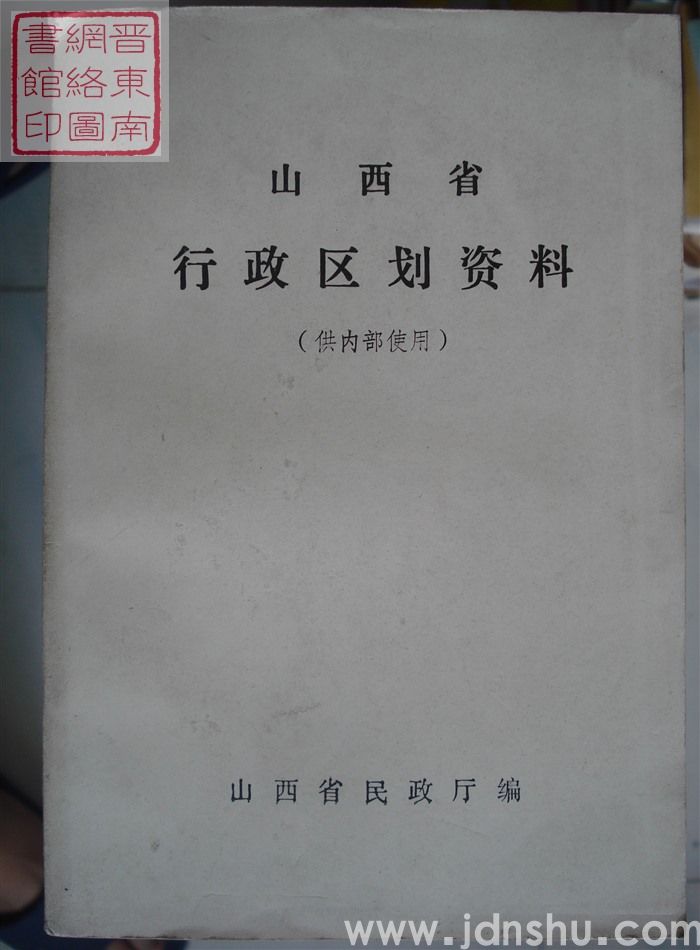 晋東南
網絡圖
書館印
山西省
行政区划资料
（供内部使用）
山西省民政厅编
www.jdnshu.com